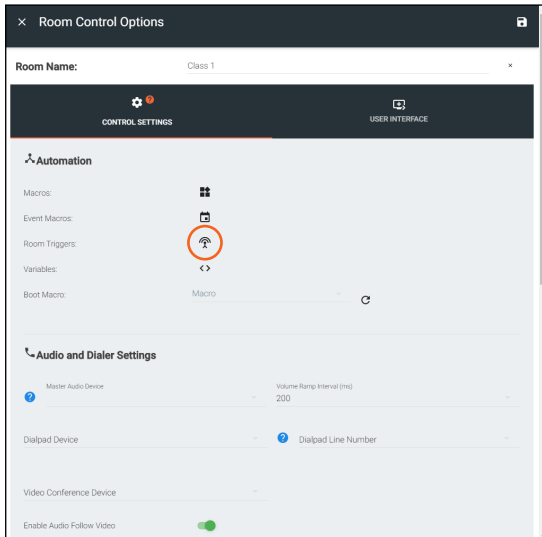 × Room Control Options
Room Name: Class 1 ×
?
CONTROL SETTINGS USER INTERFACE
Automation
Macros:
Event Macros:
Room Triggers:
Variables: <>
Boot Macro: Macro
Audio and Dialer Settings
Master Audio Device Volume Ramp Interval (ms)
? 200
Dialpad Device ? Dialpad Line Number
Video Conference Device
Enable Audio Follow Video